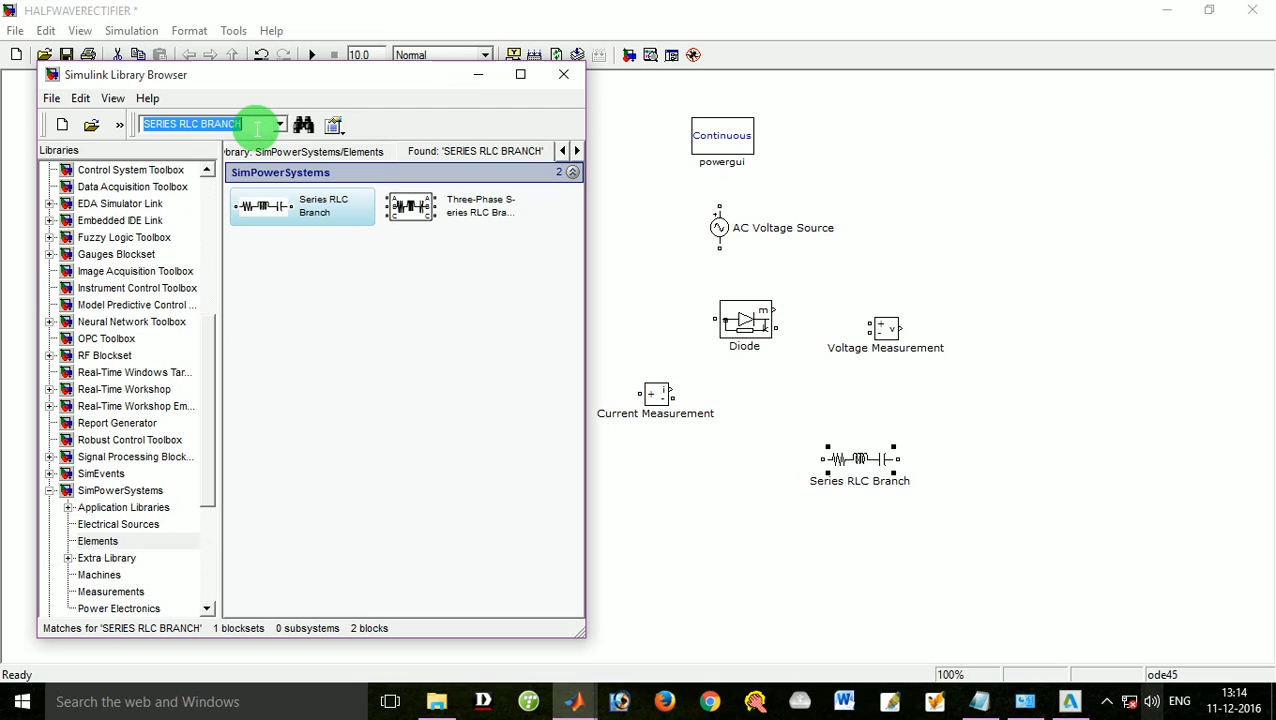 HALFWAVERECTIFIER *
File Edit View Simulation Format Tools Help
10.0 Normal
Simulink Library Browser
File Edit View Help
» SERIES RLC BRANCH
Libraries
brary: SimPowerSystems/Elements Found: 'SERIES RLC BRANCH'
Control System Toolbox
Data Acquisition Toolbox
EDA Simulator Link
Embedded IDE Link
Fuzzy Logic Toolbox
Gauges Blockset
Image Acquisition Toolbox
Instrument Control Toolbox
Model Predictive Control ...
Neural Network Toolbox
OPC Toolbox
RF Blockset
Real-Time Windows Tar...
Real-Time Workshop
Real-Time Workshop Em...
Report Generator
Robust Control Toolbox
Signal Processing Block...
SimEvents
SimPowerSystems
Application Libraries
Electrical Sources
Elements
Extra Library
Machines
Measurements
Power Electronics
SimPowerSystems 2
Series RLC
Branch
A B C A B C
Three-Phase S-
eries RLC Bra...
Matches for 'SERIES RLC BRANCH' 1 blocksets 0 subsystems 2 blocks
Continuous
powergui
AC Voltage Source
m
a k
Diode
+ - v
Voltage Measurement
+ i -
Current Measurement
Series RLC Branch
Ready 100% ode45
Search the web and Windows
ENG
13:14
11-12-2016